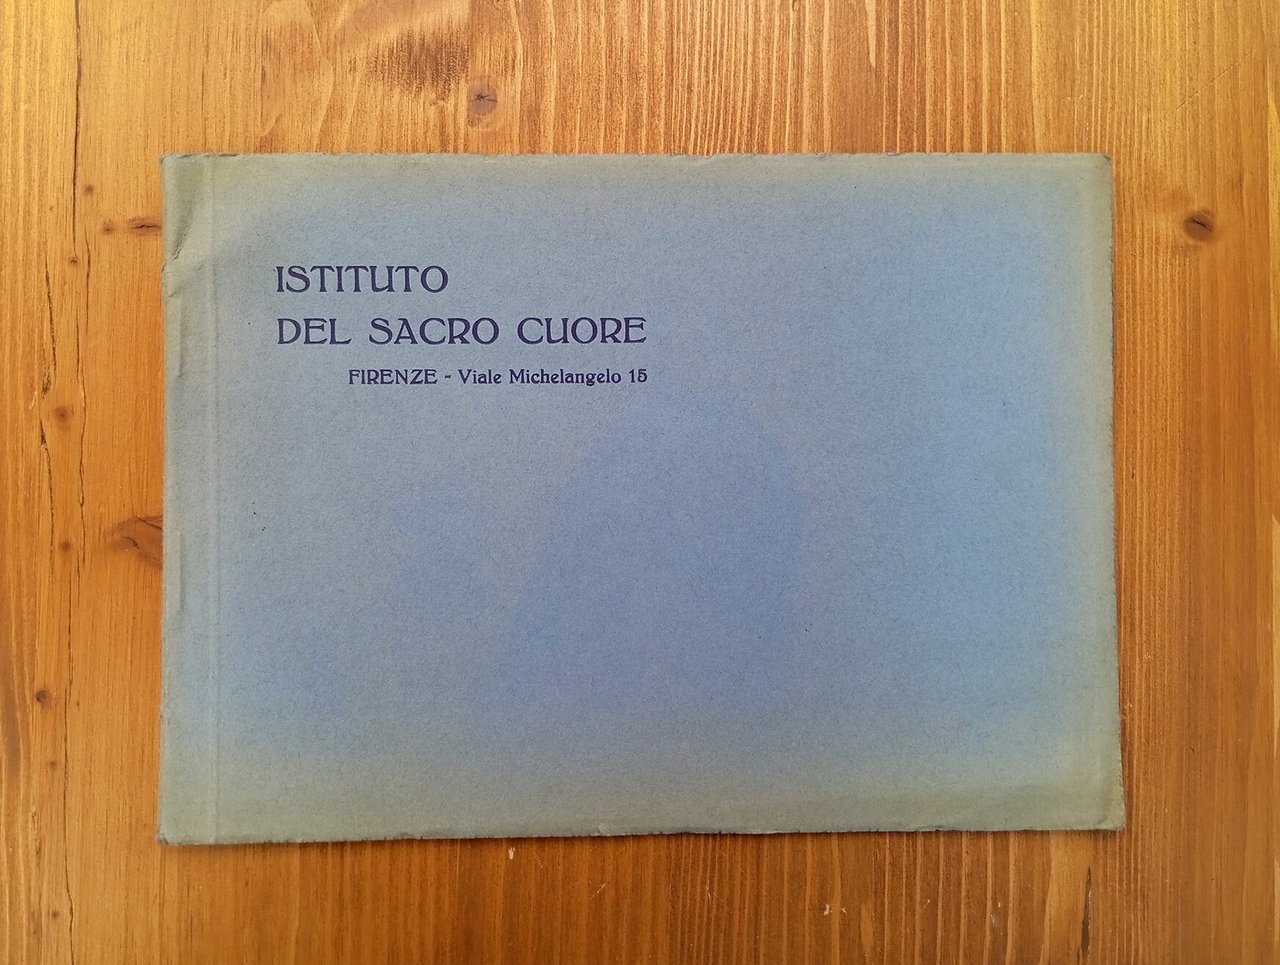 ISTITUTO
DEL SACRO CUORE
FIRENZE - Viale Michelangelo 15